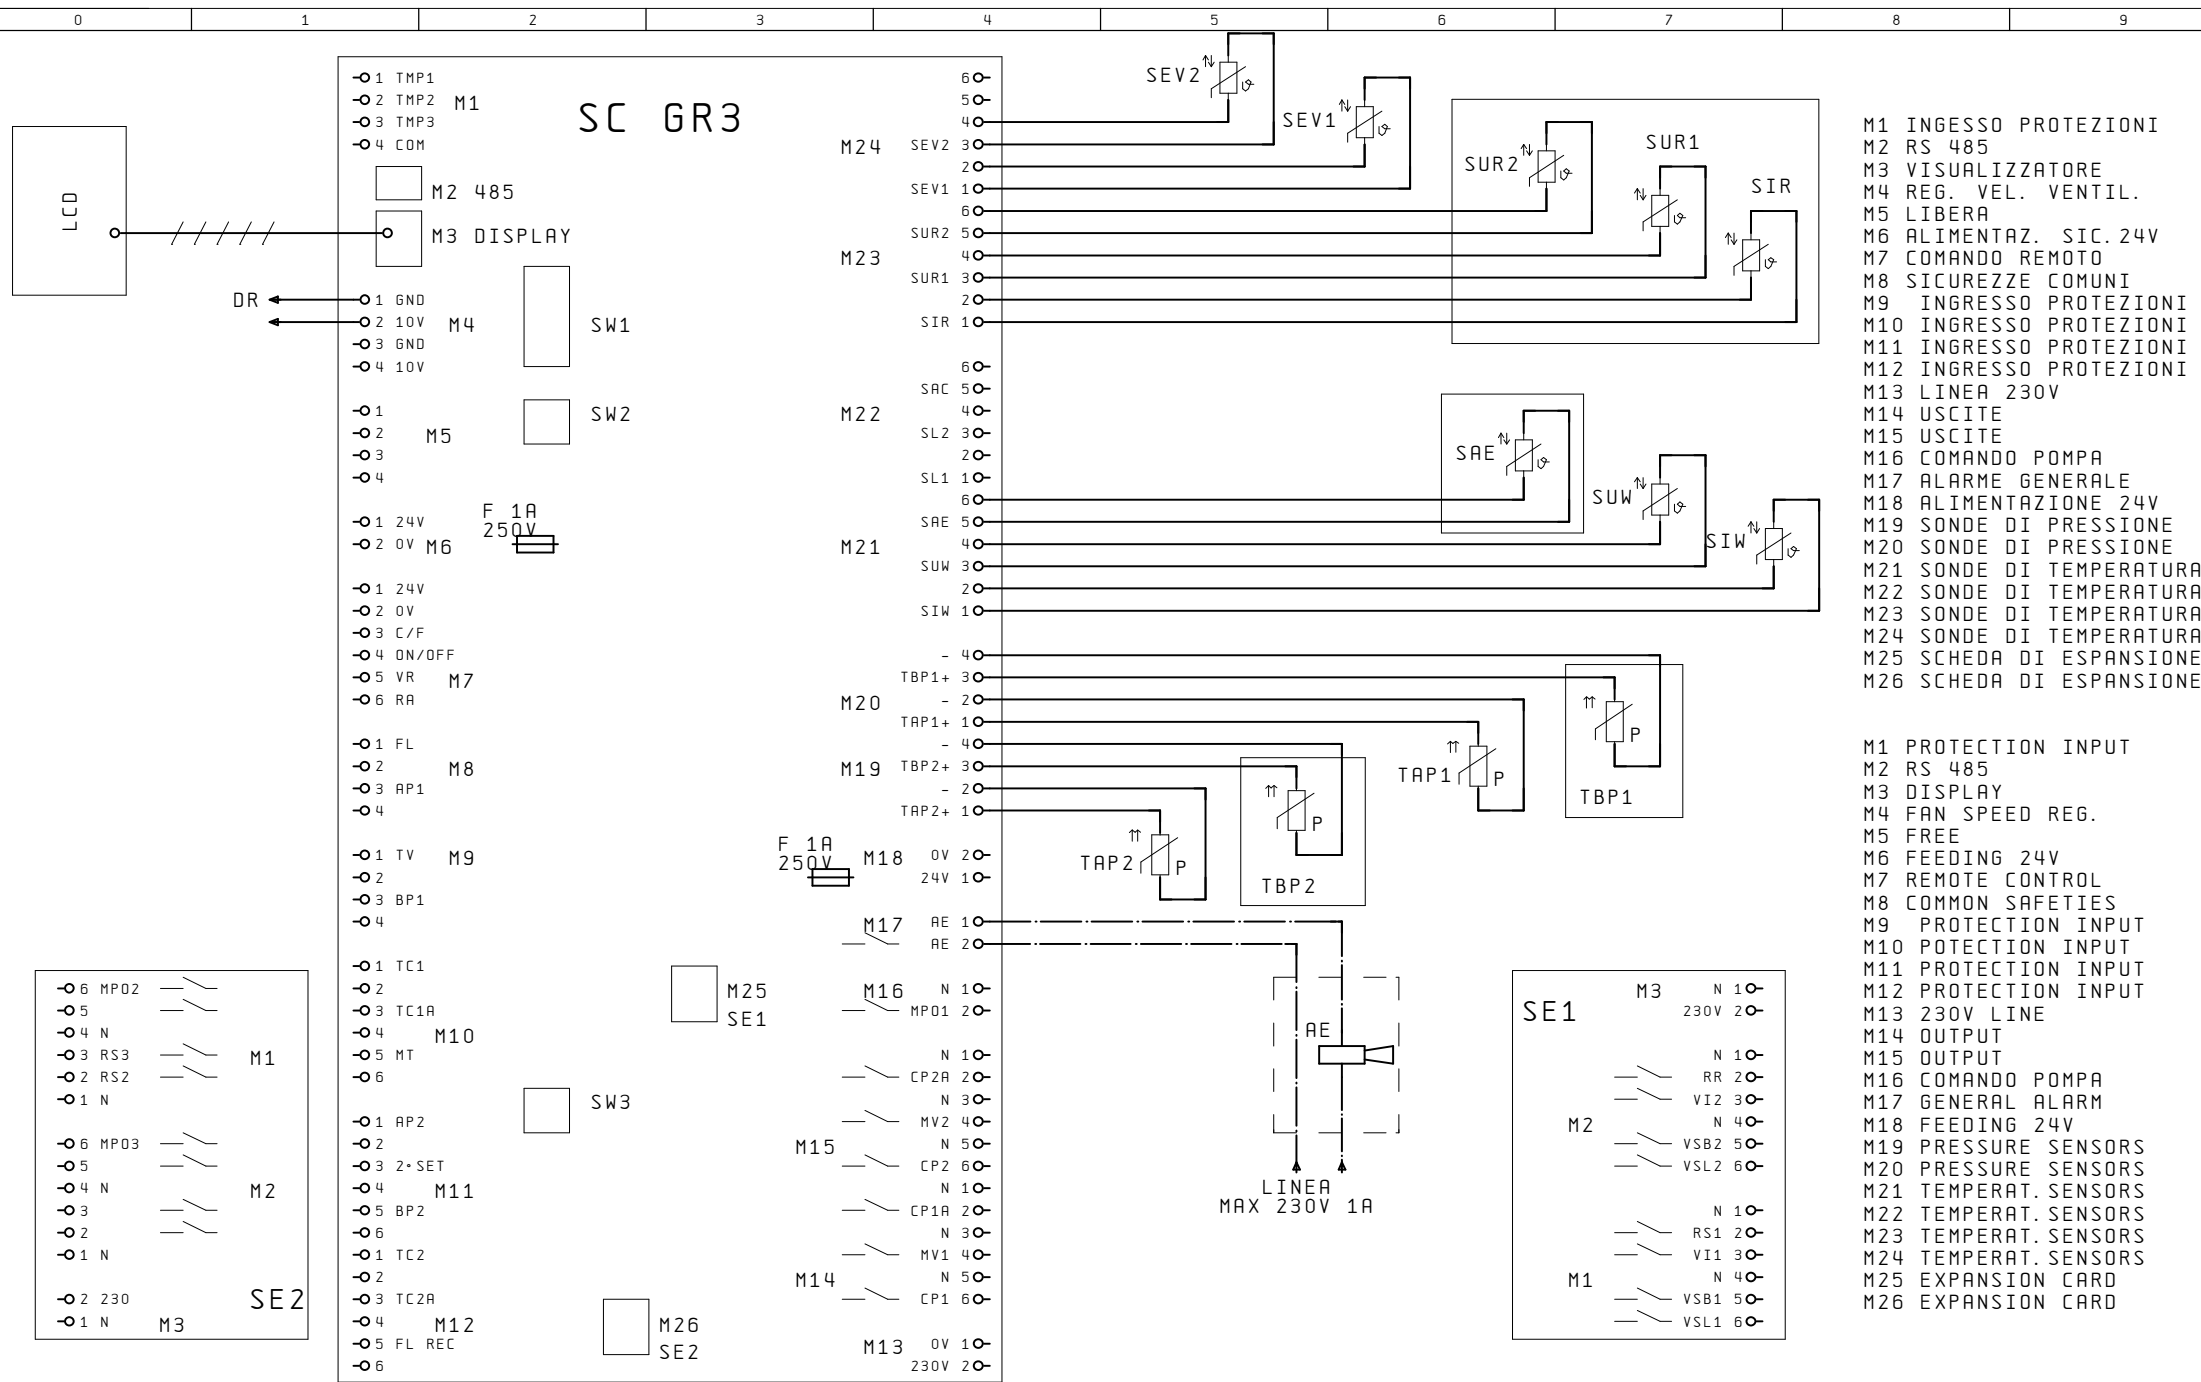 0 1 2 3 4 5 6 7 8 9
LCD
DR
SC GR3
1 TMP1
2 TMP2
3 TMP3
4 COM
M1
M2 485
M3 DISPLAY
1 GND
2 10V
3 GND
4 10V
M4
SW1
SW2
1
2
3
4
M5
1 24V
2 0V
M6
F 1A
250V
1 24V
2 0V
3 C/F
4 ON/OFF
5 VR
6 RA
M7
1 FL
2
3 AP1
4
M8
1 TV
2
3 BP1
4
M9
1 TC1
2
3 TC1A
4
5 MT
6
M10
1 AP2
2
3 2°SET
4
5 BP2
6
M11
1 TC2
2
3 TC2A
4
5 FL REC
6
M12
M25
SE1
SW3
M26
SE2
F 1A
250V
M24
6
5
4
SEV2 3
2
SEV1 1
M23
6
SUR2 5
4
SUR1 3
2
SIR 1
M22
6
SAC 5
4
SL2 3
2
SL1 1
M21
6
SAE 5
4
SUW 3
2
SIW 1
M20
- 4
TBP1+ 3
- 2
TAP1+ 1
M19
- 4
TBP2+ 3
- 2
TAP2+ 1
M18
0V 2
24V 1
M17
AE 1
AE 2
M16
N 1
MPO1 2
M15
N 1
CP2A 2
N 3
MV2 4
N 5
CP2 6
M14
N 1
CP1A 2
N 3
MV1 4
N 5
CP1 6
M13
0V 1
230V 2
SEV2
SEV1
SUR2
SUR1
SIR
SAE
SUW
SIW
TBP1
P
TAP1
P
TBP2
P
TAP2
P
AE
LINEA
MAX 230V 1A
6 MPO2
5
4 N
3 RS3
2 RS2
1 N
M1
6 MPO3
5
4 N
3
2
1 N
M2
2 230
1 N
M3
SE2
SE1
M3
N 1
230V 2
M2
N 1
RR 2
VI2 3
N 4
VSB2 5
VSL2 6
M1
N 1
RS1 2
VI1 3
N 4
VSB1 5
VSL1 6
M1 INGESSO PROTEZIONI
M2 RS 485
M3 VISUALIZZATORE
M4 REG. VEL. VENTIL.
M5 LIBERA
M6 ALIMENTAZ. SIC.24V
M7 COMANDO REMOTO
M8 SICUREZZE COMUNI
M9 INGRESSO PROTEZIONI
M10 INGRESSO PROTEZIONI
M11 INGRESSO PROTEZIONI
M12 INGRESSO PROTEZIONI
M13 LINEA 230V
M14 USCITE
M15 USCITE
M16 COMANDO POMPA
M17 ALARME GENERALE
M18 ALIMENTAZIONE 24V
M19 SONDE DI PRESSIONE
M20 SONDE DI PRESSIONE
M21 SONDE DI TEMPERATURA
M22 SONDE DI TEMPERATURA
M23 SONDE DI TEMPERATURA
M24 SONDE DI TEMPERATURA
M25 SCHEDA DI ESPANSIONE
M26 SCHEDA DI ESPANSIONE
M1 PROTECTION INPUT
M2 RS 485
M3 DISPLAY
M4 FAN SPEED REG.
M5 FREE
M6 FEEDING 24V
M7 REMOTE CONTROL
M8 COMMON SAFETIES
M9 PROTECTION INPUT
M10 POTECTION INPUT
M11 PROTECTION INPUT
M12 PROTECTION INPUT
M13 230V LINE
M14 OUTPUT
M15 OUTPUT
M16 COMANDO POMPA
M17 GENERAL ALARM
M18 FEEDING 24V
M19 PRESSURE SENSORS
M20 PRESSURE SENSORS
M21 TEMPERAT.SENSORS
M22 TEMPERAT.SENSORS
M23 TEMPERAT.SENSORS
M24 TEMPERAT.SENSORS
M25 EXPANSION CARD
M26 EXPANSION CARD